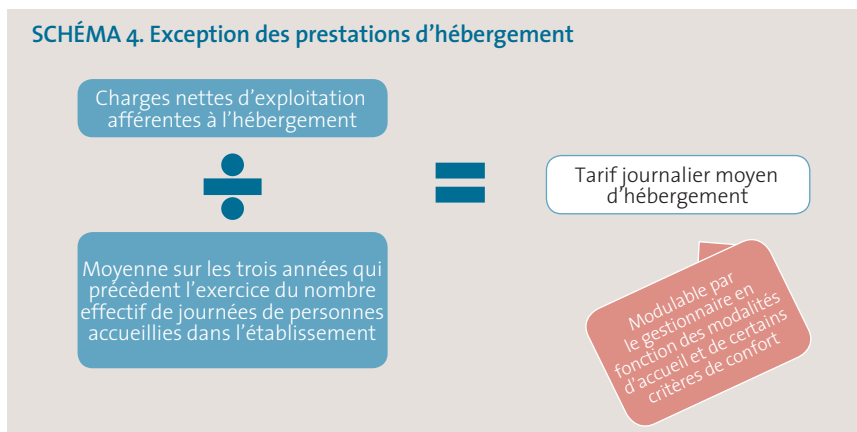 SCHÉMA 4. Exception des prestations d’hébergement
Charges nettes d’exploitation
afférentes à l’hébergement
Tarif journalier moyen
d’hébergement
Moyenne sur les trois années qui
précèdent l’exercice du nombre
effectif de journées de personnes
accueillies dans l’établissement
Modulable par
le gestionnaire en
fonction des modalités
d’accueil et de certains
critères de confort